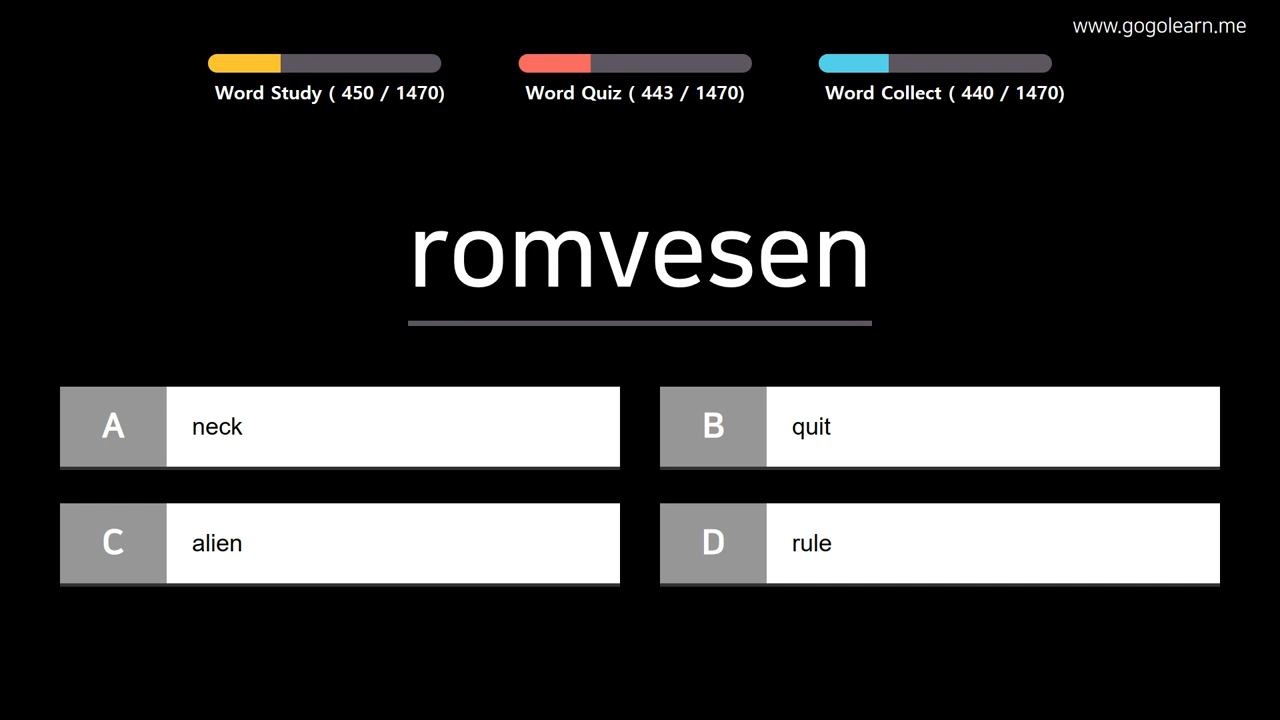 www.gogolearn.me
Word Study ( 450 / 1470)
Word Quiz ( 443 / 1470)
Word Collect ( 440 / 1470)
romvesen
A neck
B quit
C alien
D rule